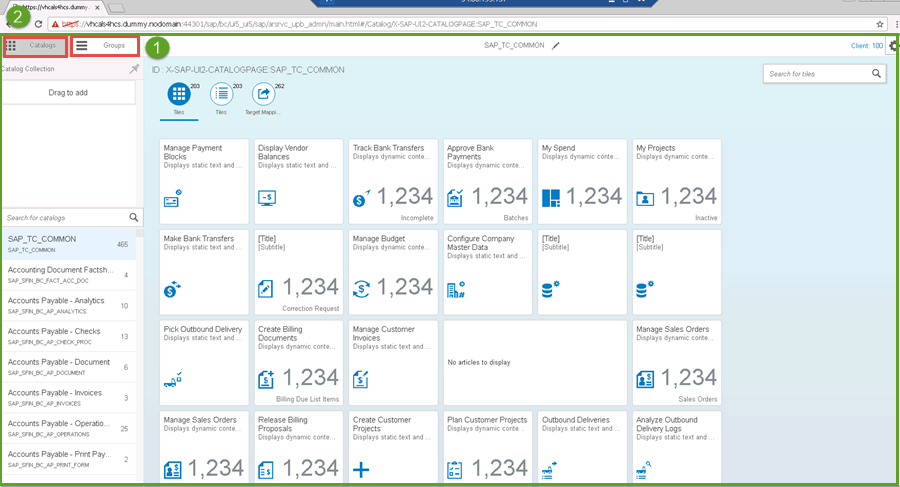 2
https://vhcals4hcs.dummy.nodomain:44301/sap/bc/ui5_ui5/sap/arsrvc_upb_admn/main.html#/Catalog/X-SAP-UI2-CATALOGPAGE:SAP_TC_COMMON
Catalogs
Groups
1
SAP_TC_COMMON
Client: 100
Catalog Collection
ID : X-SAP-UI2-CATALOGPAGE:SAP_TC_COMMON
Search for tiles
Drag to add
203
203
262
Tiles
Tiles
Target Mappi...
Search for catalogs
SAP_TC_COMMON
465
SAP_TC_COMMON
Accounting Document Factsh...
4
SAP_SFIN_BC_FACT_ACC_DOC
Accounts Payable - Analytics
10
SAP_SFIN_BC_AP_ANALYTICS
Accounts Payable - Checks
13
SAP_SFIN_BC_AP_CHECK_PROC
Accounts Payable - Document
6
SAP_SFIN_BC_AP_DOCUMENT
Accounts Payable - Invoices
3
SAP_SFIN_BC_AP_INVOICES
Accounts Payable - Operatio...
25
SAP_SFIN_BC_AP_OPERATIONS
Accounts Payable - Print Pay...
2
SAP_SFIN_BC_AP_PRINT_FORM
Manage Payment
Blocks
Displays static text and ...
Display Vendor
Balances
Displays static text and ...
Track Bank Transfers
Displays dynamic conte...
1,234
Incomplete
Approve Bank
Payments
Displays dynamic conte...
1,234
Batches
My Spend
Displays dynamic conte...
1,234
My Projects
Displays dynamic conte...
1,234
Inactive
Make Bank Transfers
Displays static text and ...
[Title]
[Subtitle]
1,234
Correction Request
Manage Budget
Displays dynamic conte...
1,234
Configure Company
Master Data
Displays static text and ...
[Title]
[Subtitle]
[Title]
[Subtitle]
Pick Outbound Delivery
Displays static text and ...
Create Billing
Documents
Displays dynamic conte...
1,234
Billing Due List Items
Manage Customer
Invoices
Displays static text and ...
No articles to display
Manage Sales Orders
Displays dynamic conte...
1,234
Sales Orders
Manage Sales Orders
Displays dynamic conte...
1,234
Release Billing
Proposals
Displays dynamic conte...
1,234
Create Customer
Projects
Displays static text and ...
Plan Customer Projects
Displays dynamic conte...
1,234
Outbound Deliveries
Displays static text and ...
Analyze Outbound
Delivery Logs
Displays static text and ...